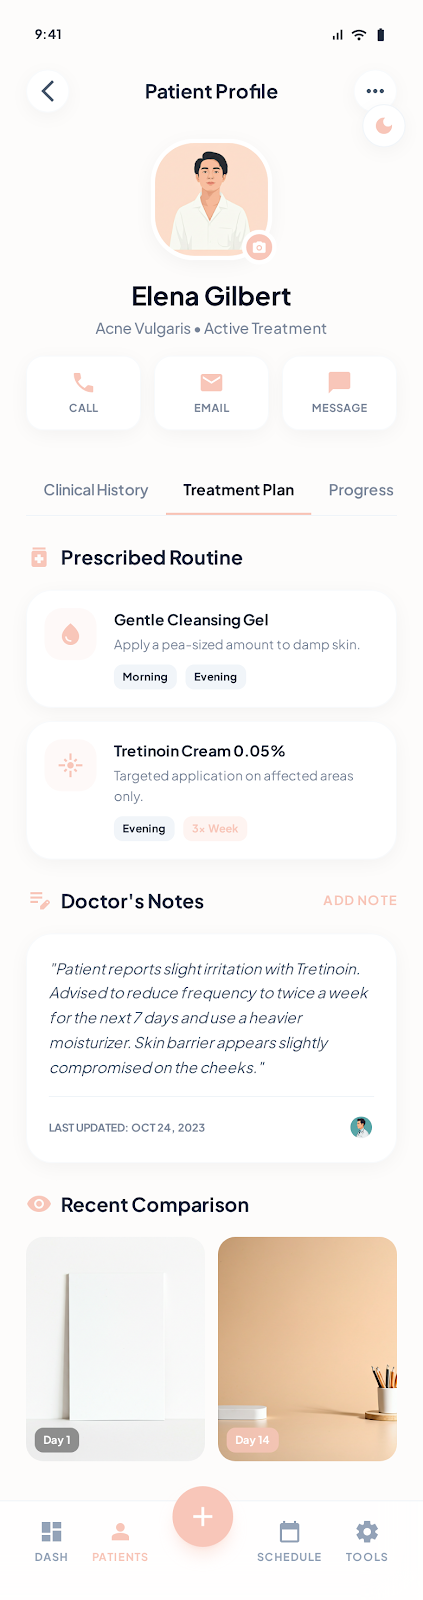 9:41
Patient Profile
Elena Gilbert
Acne Vulgaris • Active Treatment
CALL
EMAIL
MESSAGE
Clinical History
Treatment Plan
Progress
Prescribed Routine
Gentle Cleansing Gel
Apply a pea-sized amount to damp skin.
Morning
Evening
Tretinoin Cream 0.05%
Targeted application on affected areas
only.
Evening
3x Week
Doctor's Notes
ADD NOTE
"Patient reports slight irritation with Tretinoin.
Advised to reduce frequency to twice a week
for the next 7 days and use a heavier
moisturizer. Skin barrier appears slightly
compromised on the cheeks."
LAST UPDATED: OCT 24, 2023
Recent Comparison
Day 1
Day 14
DASH
PATIENTS
SCHEDULE
TOOLS